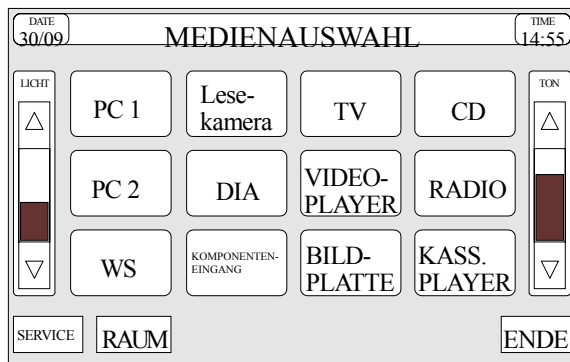 DATE
30/09
MEDIENAUSWAHL
TIME
14:55
LICHT
TON
PC 1
Lese-
kamera
TV
CD
PC 2
DIA
VIDEO-
PLAYER
RADIO
WS
KOMPONENTEN-
EINGANG
BILD-
PLATTE
KASS.
PLAYER
SERVICE
RAUM
ENDE